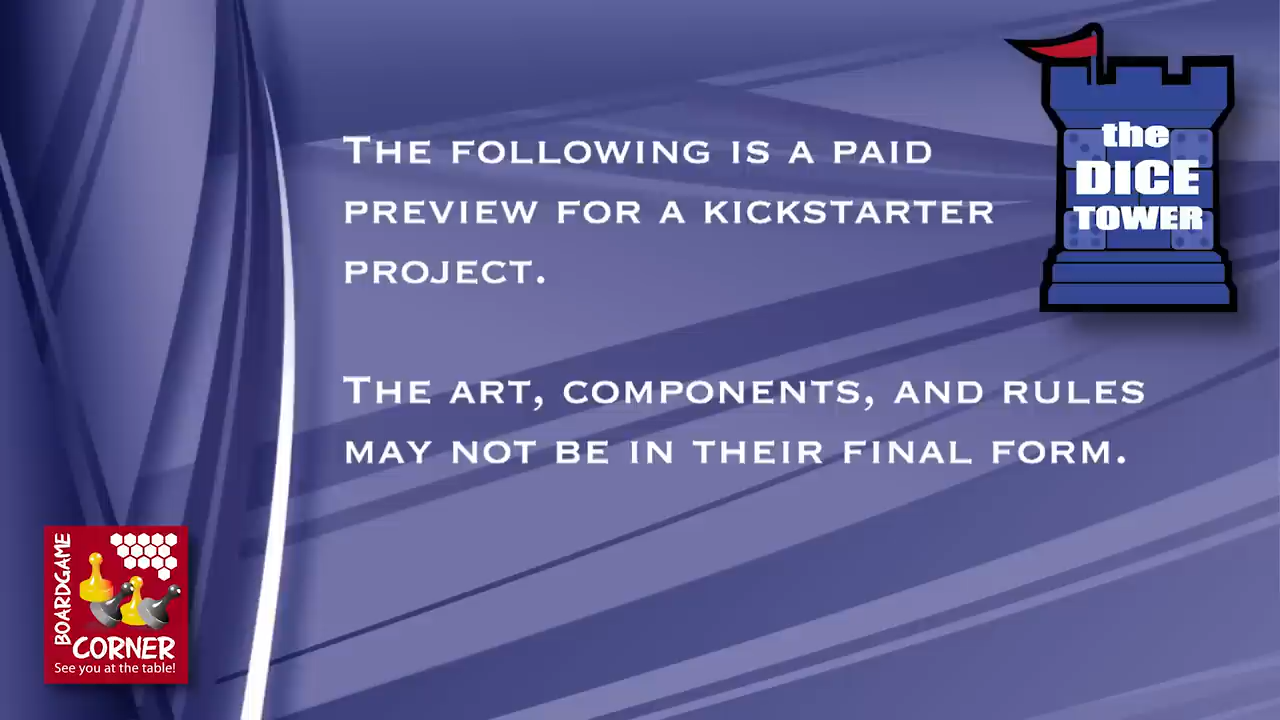 THE FOLLOWING IS A PAID
PREVIEW FOR A KICKSTARTER
PROJECT.
THE ART, COMPONENTS, AND RULES
MAY NOT BE IN THEIR FINAL FORM.
the
DICE
TOWER
BOARDGAME
CORNER
See you at the table!